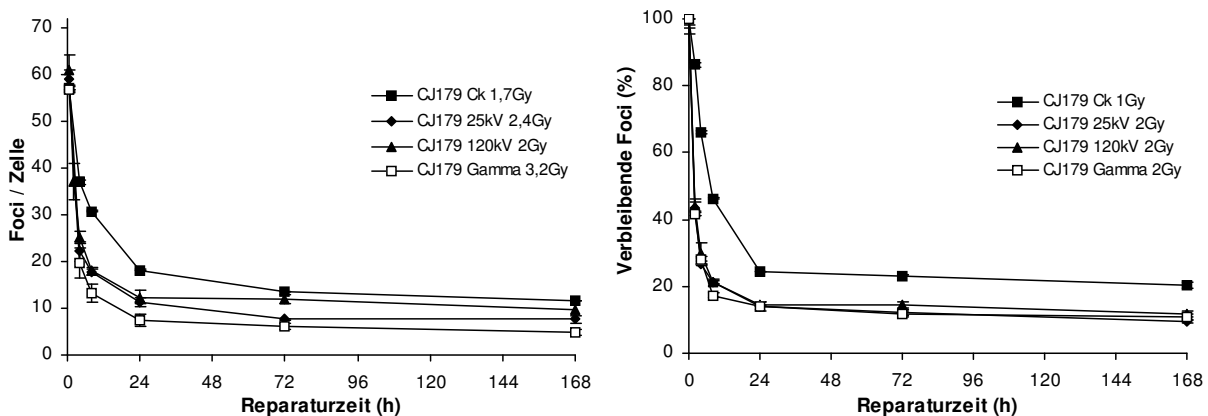 Foci / Zelle
70
60
50
40
30
20
10
0
0 24 48 72 96 120 144 168
Reparaturzeit (h)
CJ179 Ck 1,7Gy
CJ179 25kV 2,4Gy
CJ179 120kV 2Gy
CJ179 Gamma 3,2Gy
Verbleibende Foci (%)
100
80
60
40
20
0
0 24 48 72 96 120 144 168
Reparaturzeit (h)
CJ179 Ck 1Gy
CJ179 25kV 2Gy
CJ179 120kV 2Gy
CJ179 Gamma 2Gy